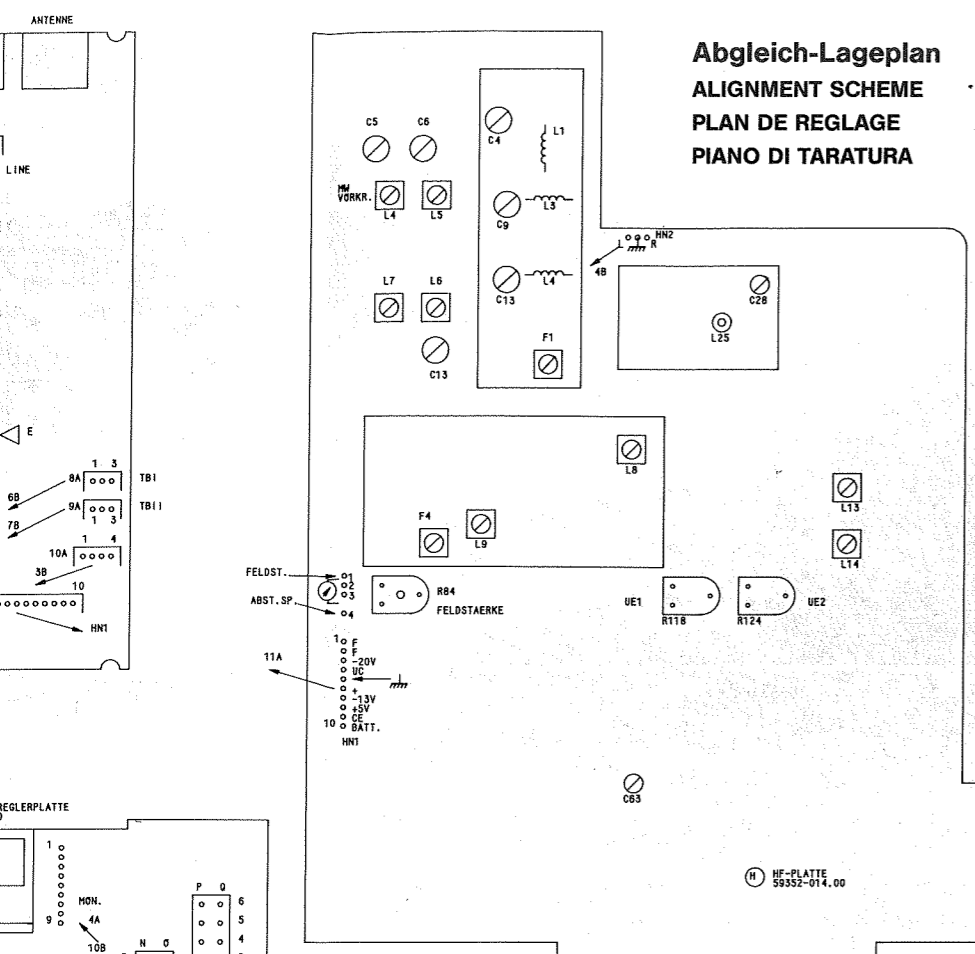 ANTENNE
Abgleich-Lageplan
ALIGNMENT SCHEME
PLAN DE REGLAGE
PIANO DI TARATURA
LINE
C5 C6
C4
L1
MW
VORKR.
L4
L5
C9
L3
HN2
L R
4B
L7 L6
C13
L4
C28
L25
C13
F1
E
1 3
8A
TBI
6B
9A
TBII
1 3
7B
1 4
10A
3B
10
HN1
L8
F4
L9
L13
L14
FELDST.
1
2
3
ABST.SP.
4
R84
FELDSTAERKE
UE1
R118
UE2
R124
11A
1
F
F
-20V
UC
+
-13V
+5V
CE
10 BATT.
HN1
C63
REGLERPLATTE
1
MON.
9
4A
10B
P Q
6
5
4
N O
H
HF-PLATTE
59352-014.00